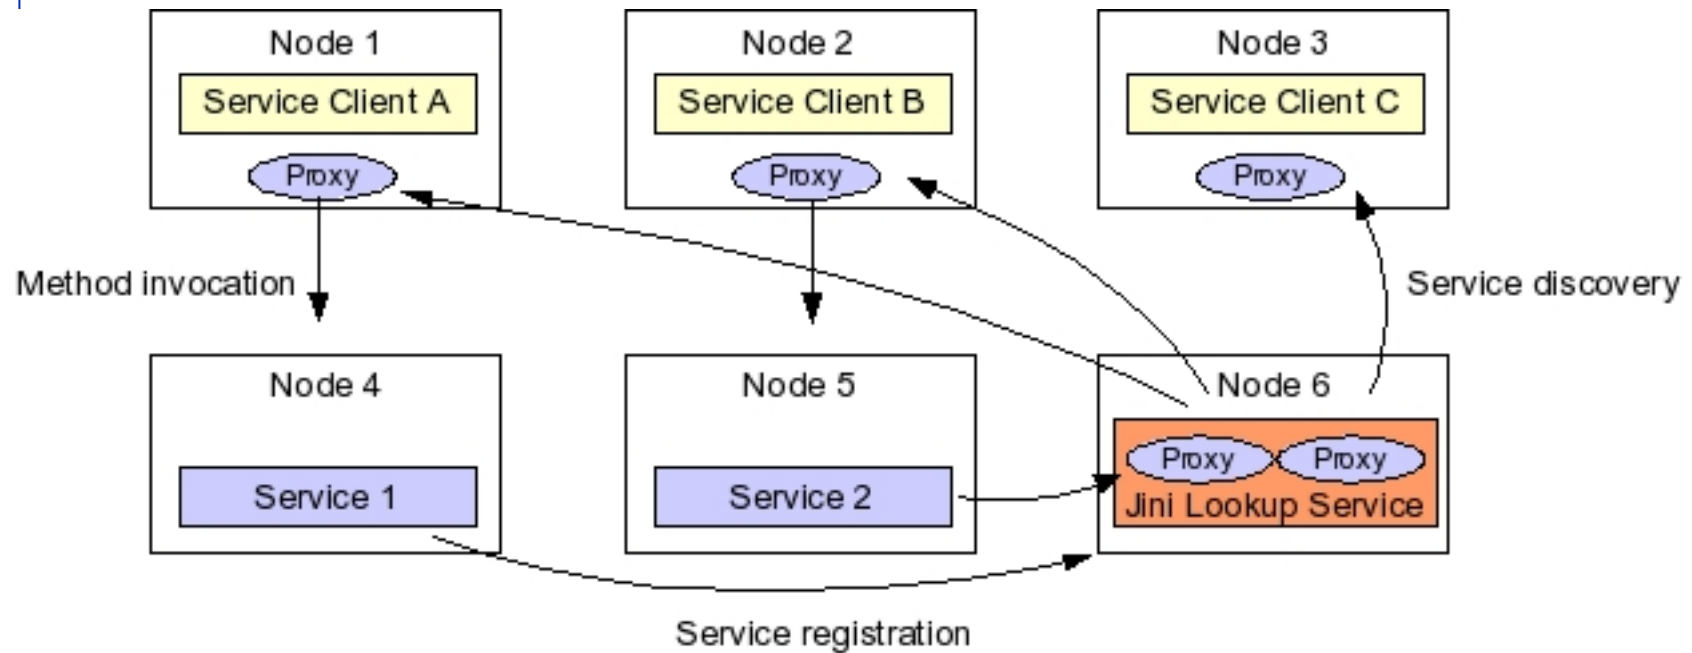 Node 1
Service Client A
Proxy
Node 2
Service Client B
Proxy
Node 3
Service Client C
Proxy
Method invocation
Service discovery
Node 4
Service 1
Node 5
Service 2
Node 6
Proxy
Proxy
Jini Lookup Service
Service registration